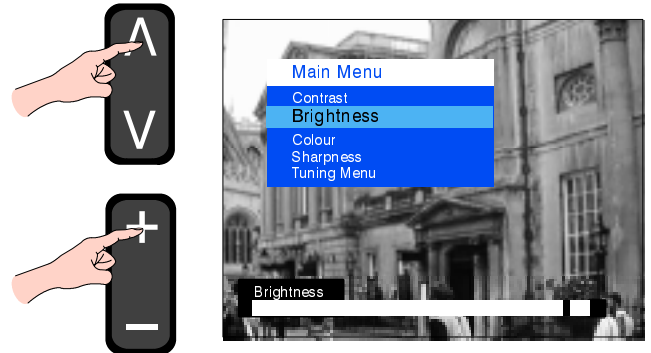 Λ
V
+
−
Main Menu
Contrast
Brightness
Colour
Sharpness
Tuning Menu
Brightness